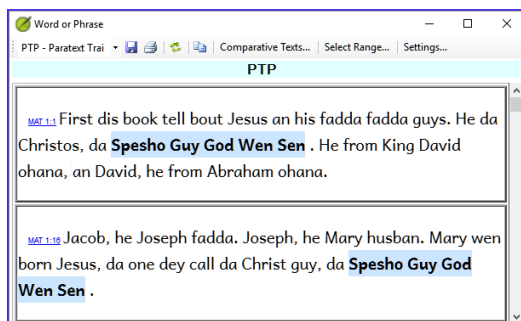 Word or Phrase
PTP - Paratext Trai Comparative Texts... Select Range... Settings...
PTP
MAT 1:1 First dis book tell bout Jesus an his fadda fadda guys. He da
Christos, da Spesho Guy God Wen Sen . He from King David
ohana, an David, he from Abraham ohana.
MAT 1:16 Jacob, he Joseph fadda. Joseph, he Mary husban. Mary wen
born Jesus, da one dey call da Christ guy, da Spesho Guy God
Wen Sen .